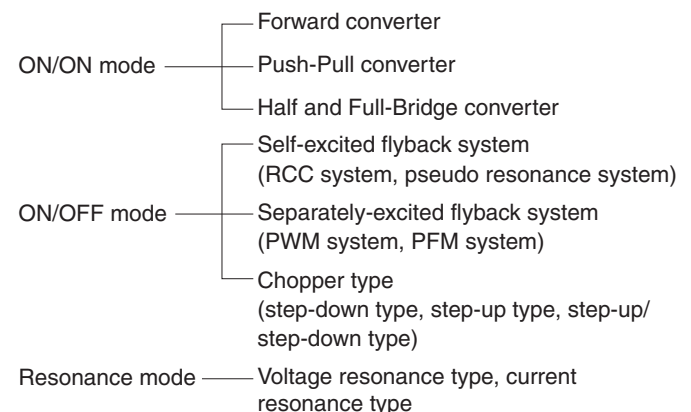 Forward converter
ON/ON mode
Push-Pull converter
Half and Full-Bridge converter
Self-excited flyback system
(RCC system, pseudo resonance system)
ON/OFF mode
Separately-excited flyback system
(PWM system, PFM system)
Chopper type
(step-down type, step-up type, step-up/
step-down type)
Resonance mode
Voltage resonance type, current
resonance type